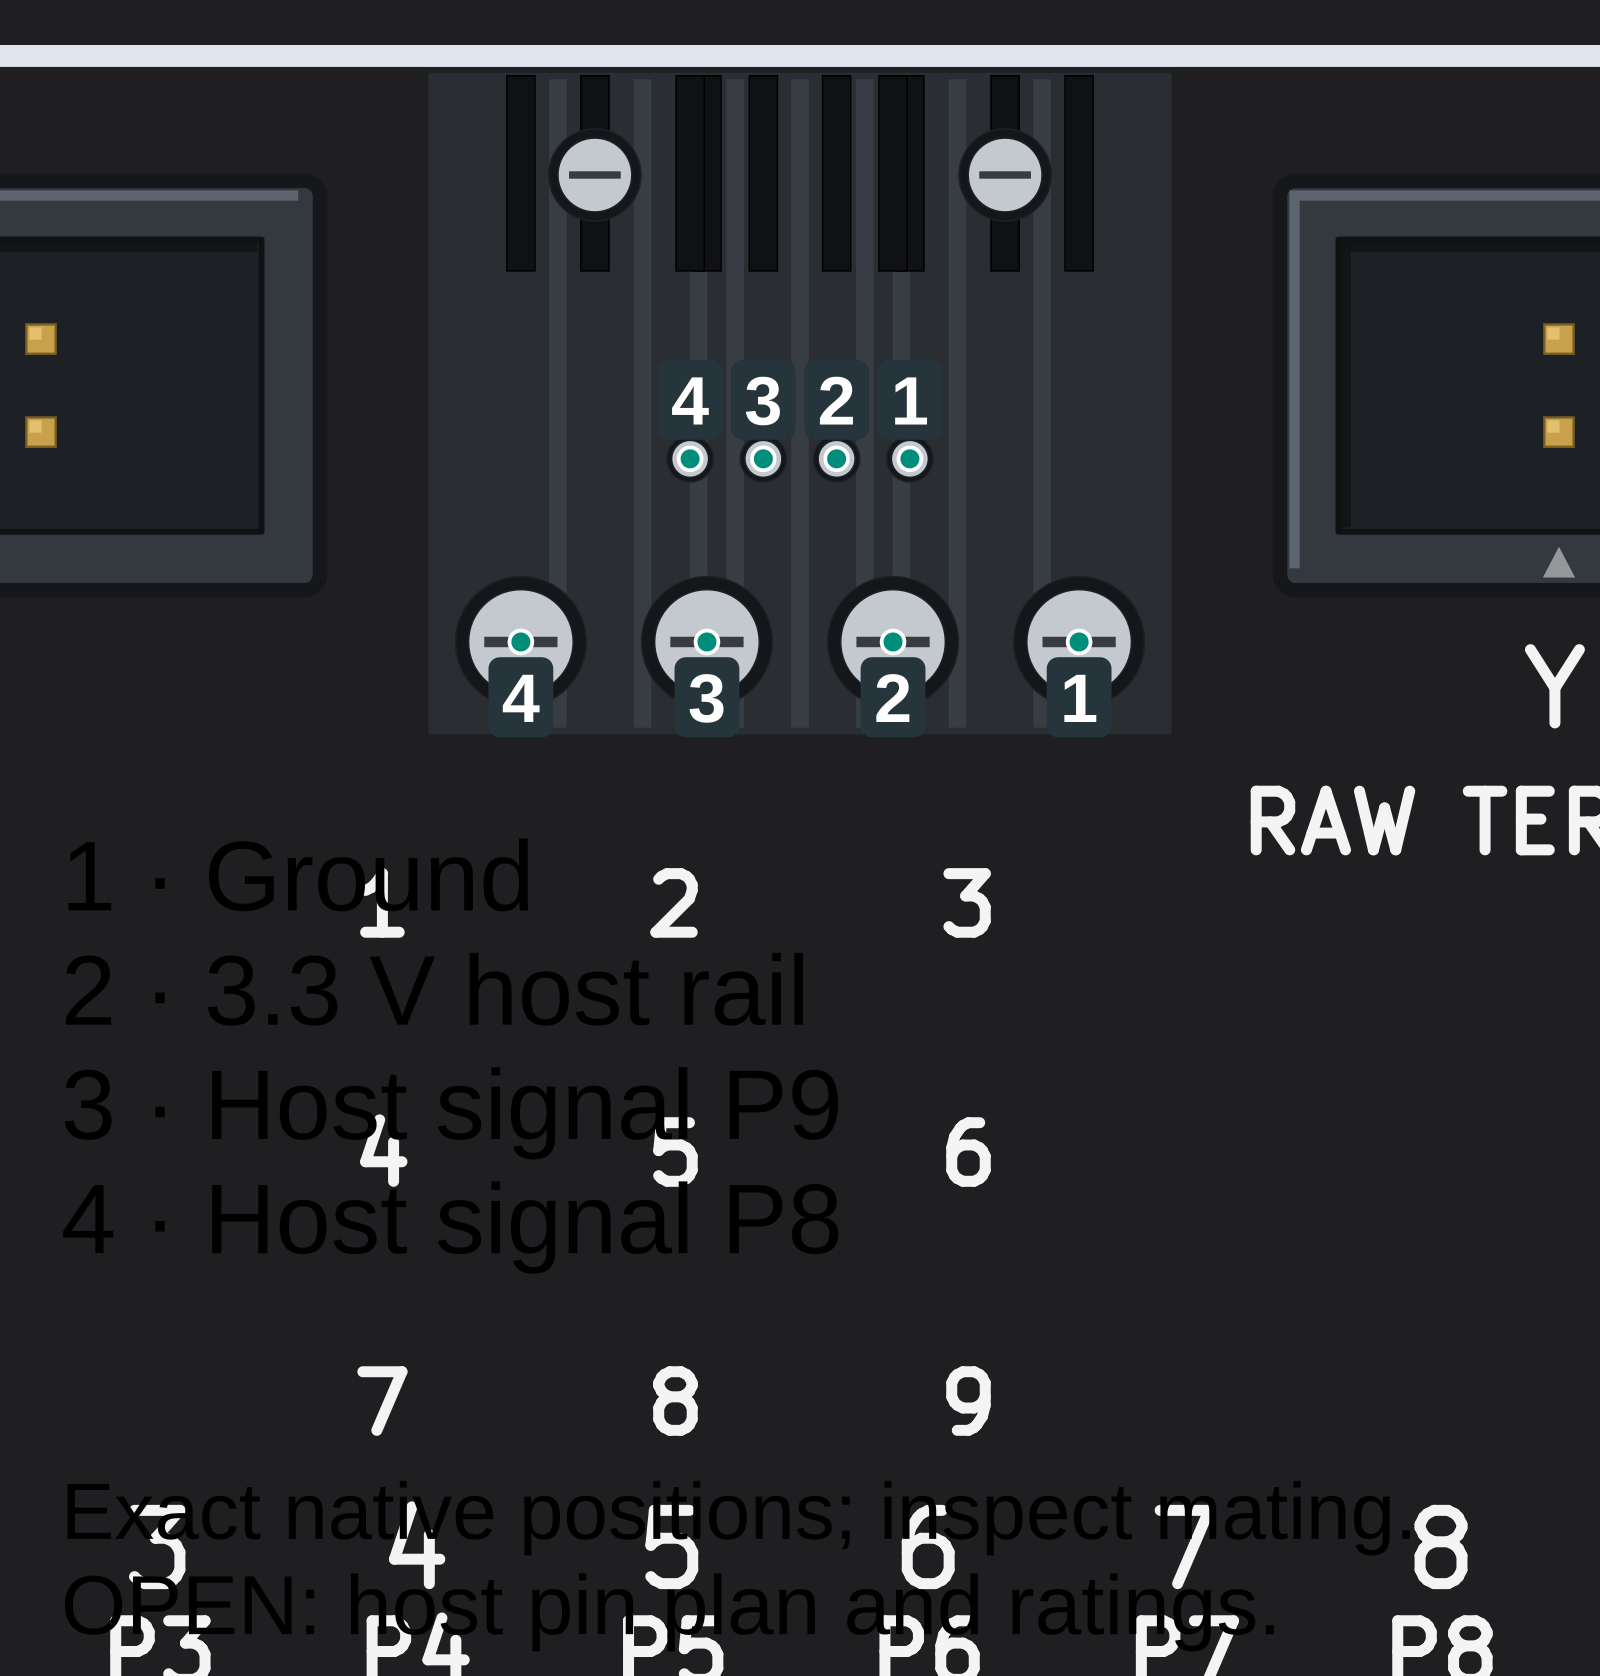 4 3 2 1
4 3 2 1
Y
RAW TER
1 · Ground
1 2 3
2 · 3.3 V host rail
3 · Host signal P9
4 5 6
4 · Host signal P8
7 8 9
Exact native positions; inspect mating.
3 4 5 6 7 8
OPEN: host pin plan and ratings.
P3 P4 P5 P6 P7 P8